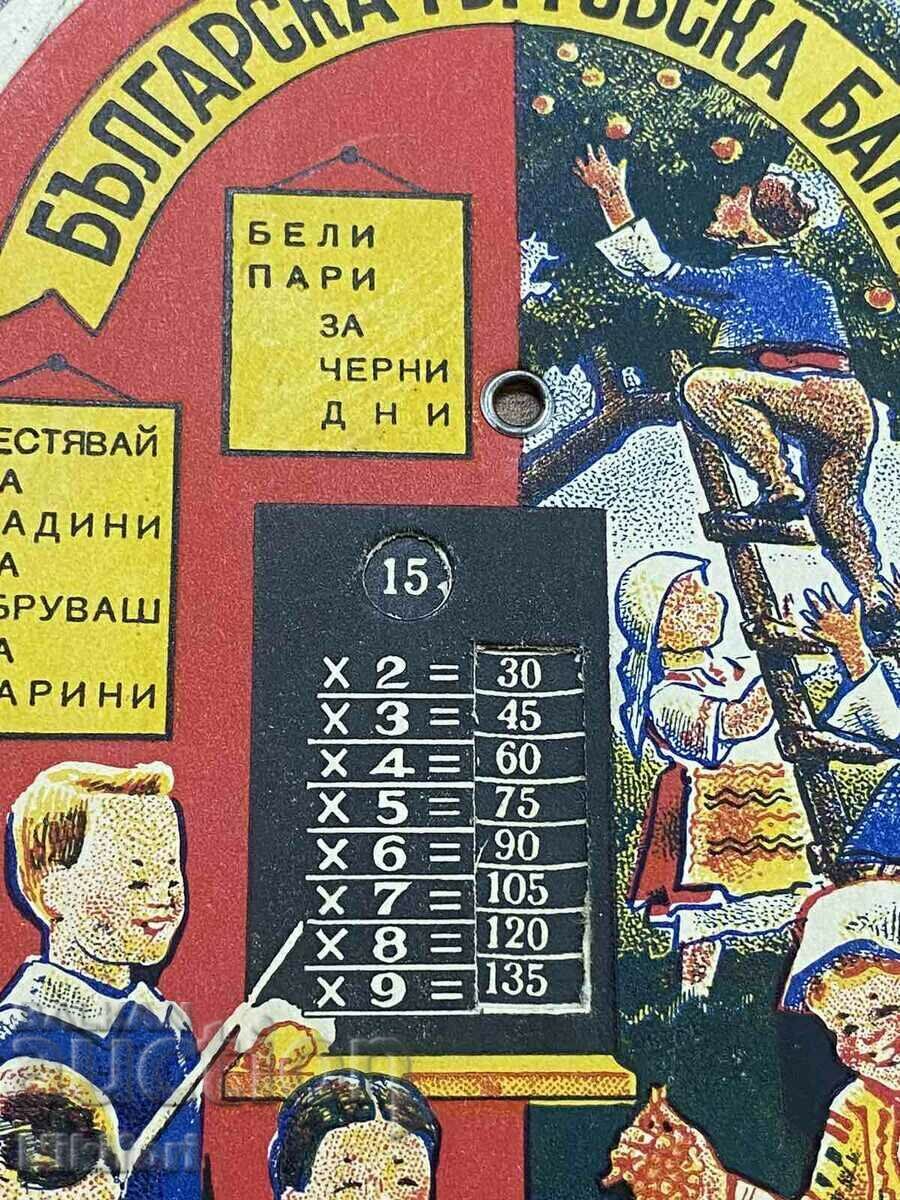 БЪЛГАРСКА ТЪРГОВСКА БАН
БЕЛИ
ПАРИ
ЗА
ЧЕРНИ
ДНИ
ЕСТЯВАЙ
А
АДИНИ
А
БРУВАШ
А
АРИНИ
15
X 2 = 30
X 3 = 45
X 4 = 60
X 5 = 75
X 6 = 90
X 7 = 105
X 8 = 120
X 9 = 135